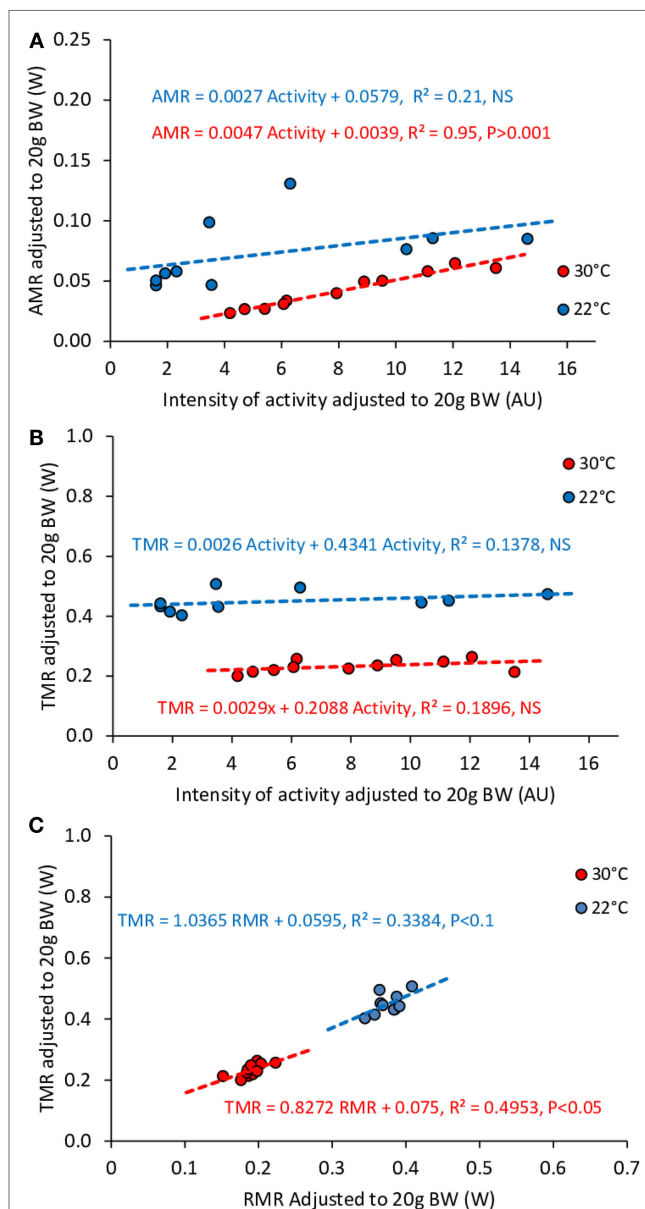 A
0.25
0.20
0.15
0.10
0.05
0.00
AMR adjusted to 20g BW (W)
AMR = 0.0027 Activity + 0.0579, R² = 0.21, NS
AMR = 0.0047 Activity + 0.0039, R² = 0.95, P>0.001
30°C
22°C
0 2 4 6 8 10 12 14 16
Intensity of activity adjusted to 20g BW (AU)
B
1.0
0.8
0.6
0.4
0.2
0.0
TMR adjusted to 20g BW (W)
30°C
22°C
TMR = 0.0026 Activity + 0.4341 Activity, R² = 0.1378, NS
TMR = 0.0029x + 0.2088 Activity, R² = 0.1896, NS
0 2 4 6 8 10 12 14 16
Intensity of activity adjusted to 20g BW (AU)
C
1.0
0.8
0.6
0.4
0.2
0.0
TMR adjusted to 20g BW (W)
30°C
22°C
TMR = 1.0365 RMR + 0.0595, R² = 0.3384, P<0.1
TMR = 0.8272 RMR + 0.075, R² = 0.4953, P<0.05
0 0.1 0.2 0.3 0.4 0.5 0.6 0.7
RMR Adjusted to 20g BW (W)